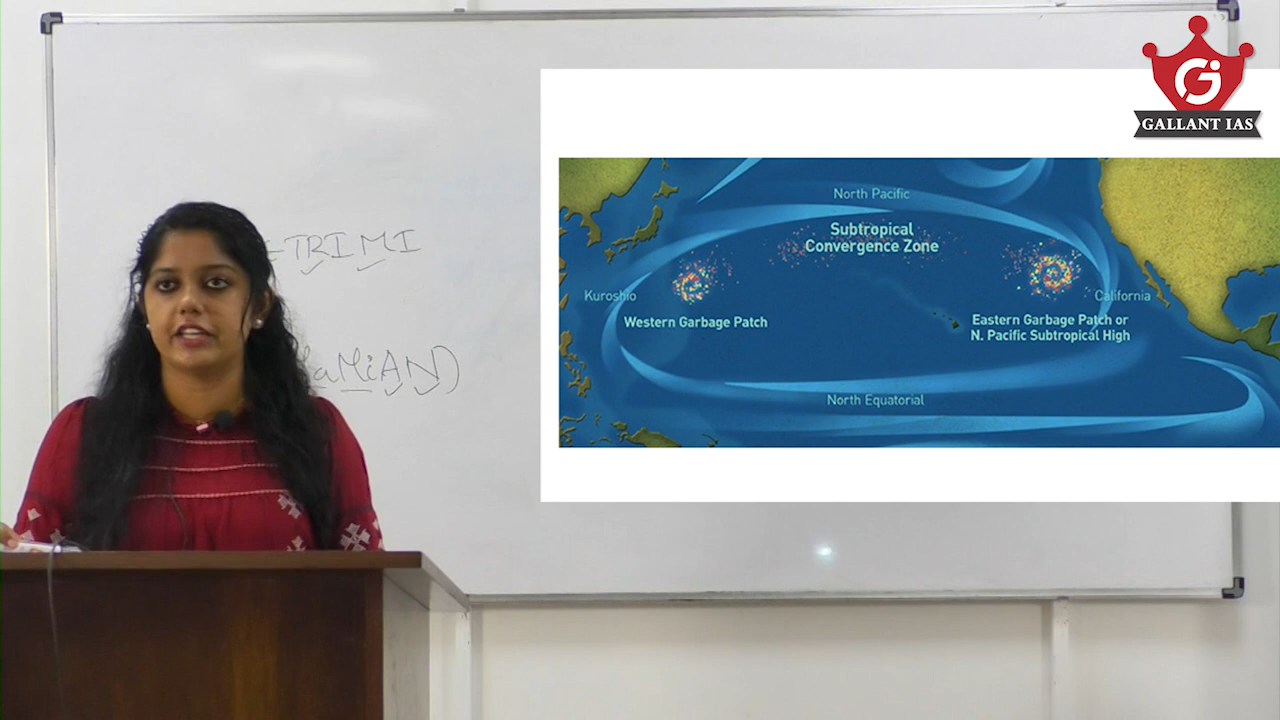 GALLANT IAS
North Pacific
Subtropical
Convergence Zone
Kuroshio
California
Western Garbage Patch
Eastern Garbage Patch or
N. Pacific Subtropical High
North Equatorial
TRIMI
aMiAN)